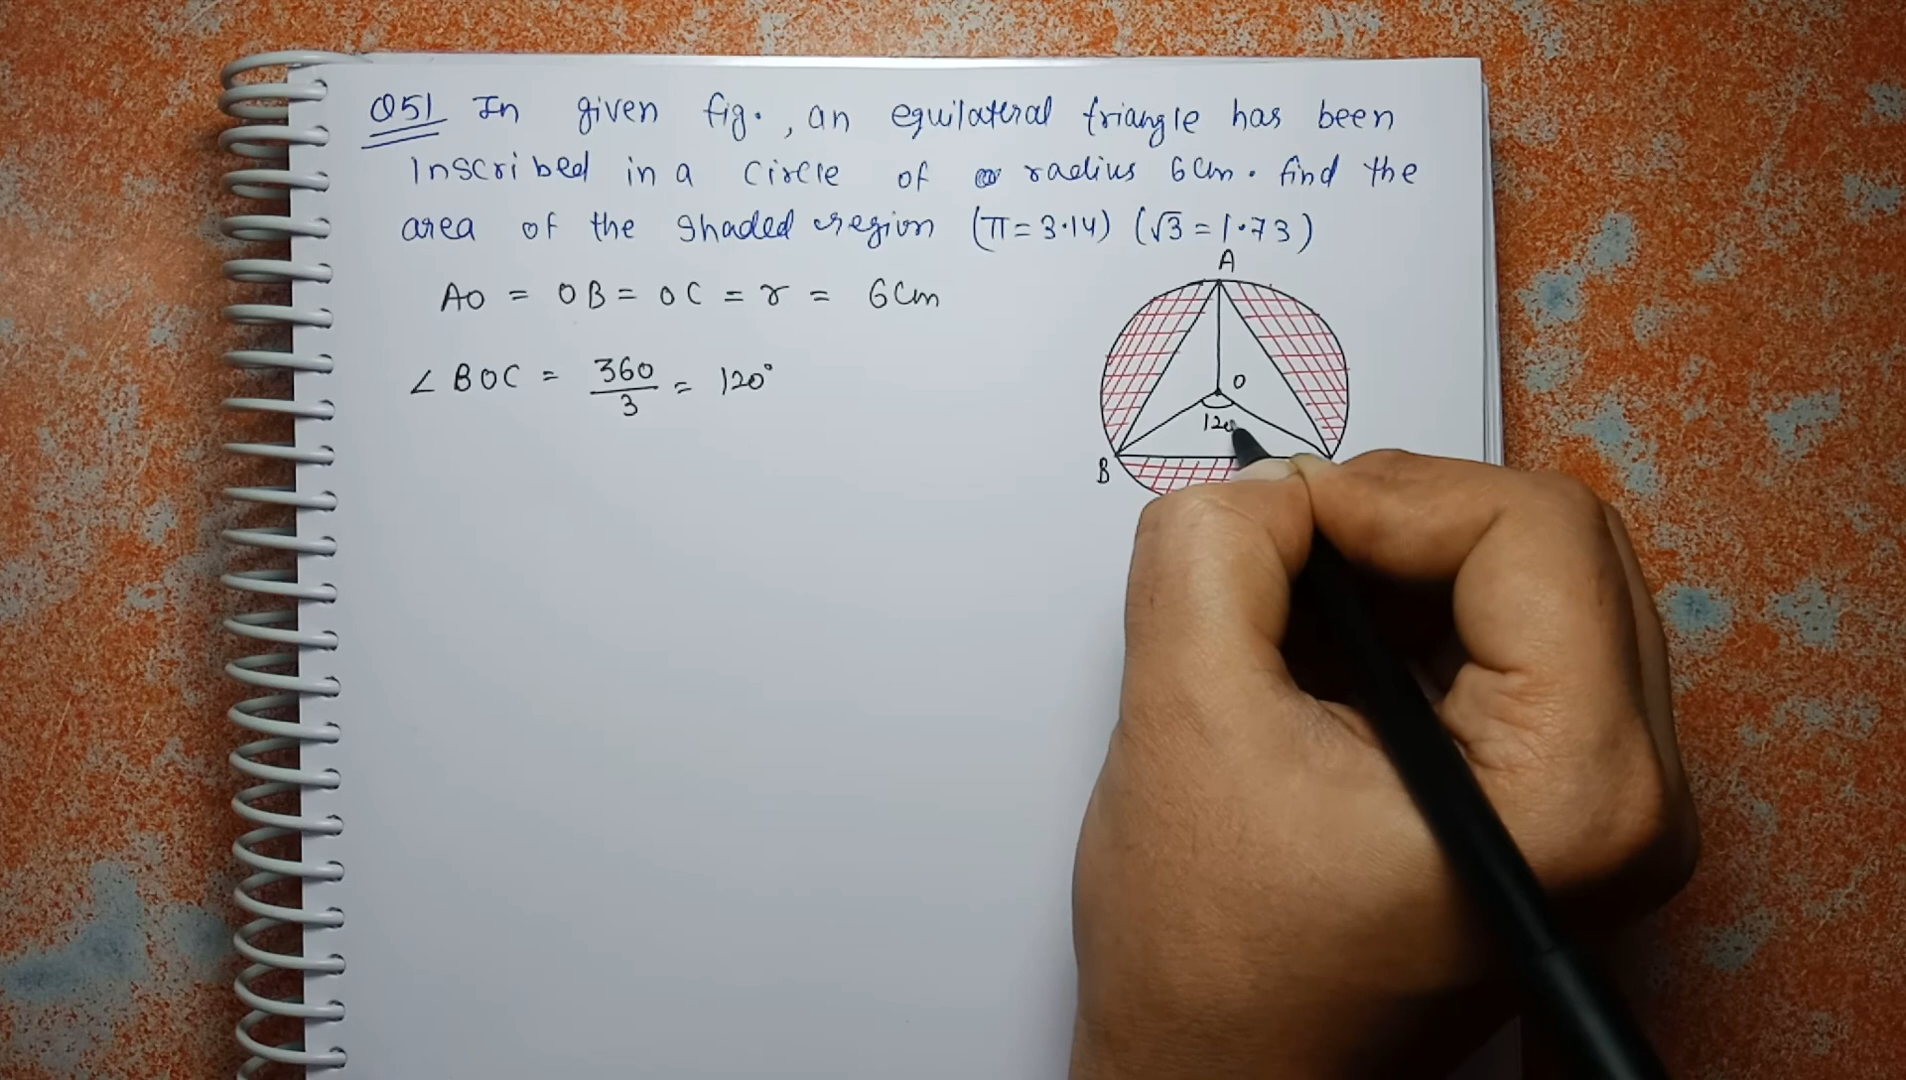 Q51 In given fig., an equilateral triangle has been
Inscribed in a Circle of radius 6cm. find the
area of the shaded region (π = 3.14) (√3 = 1.73)
A
AO = OB = OC = r = 6cm
∠BOC = 360/3 = 120°
O
120
B